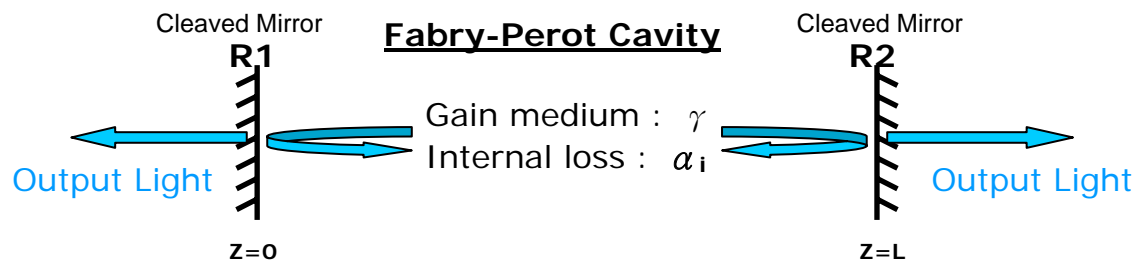 Cleaved Mirror
R1
Fabry-Perot Cavity
Cleaved Mirror
R2
Gain medium : γ
Internal loss : αi
Output Light
Output Light
Z=0
Z=L